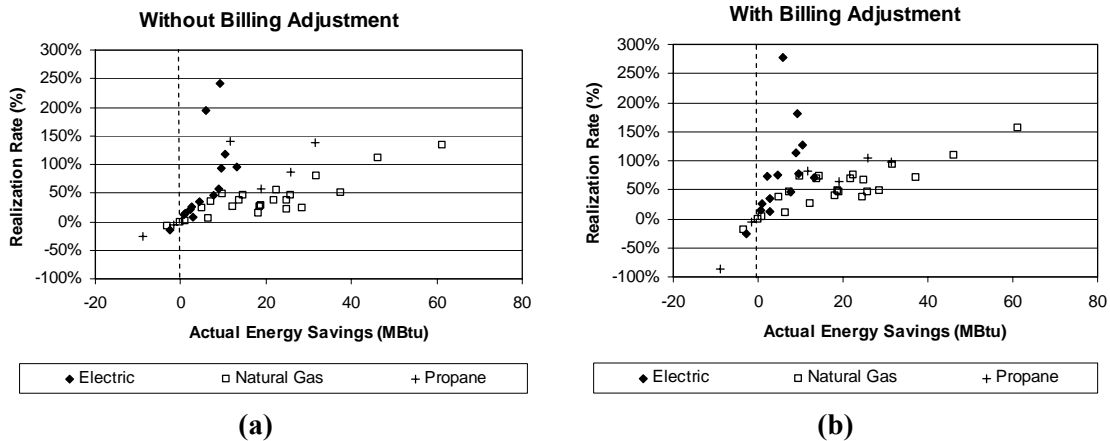 Without Billing Adjustment
300%
250%
200%
150%
100%
50%
0%
-50%
-100%
Realization Rate (%)
-20 0 20 40 60 80
Actual Energy Savings (MBtu)
Electric Natural Gas Propane
(a)
With Billing Adjustment
300%
250%
200%
150%
100%
50%
0%
-50%
-100%
Realization Rate (%)
-20 0 20 40 60 80
Actual Energy Savings (MBtu)
Electric Natural Gas Propane
(b)